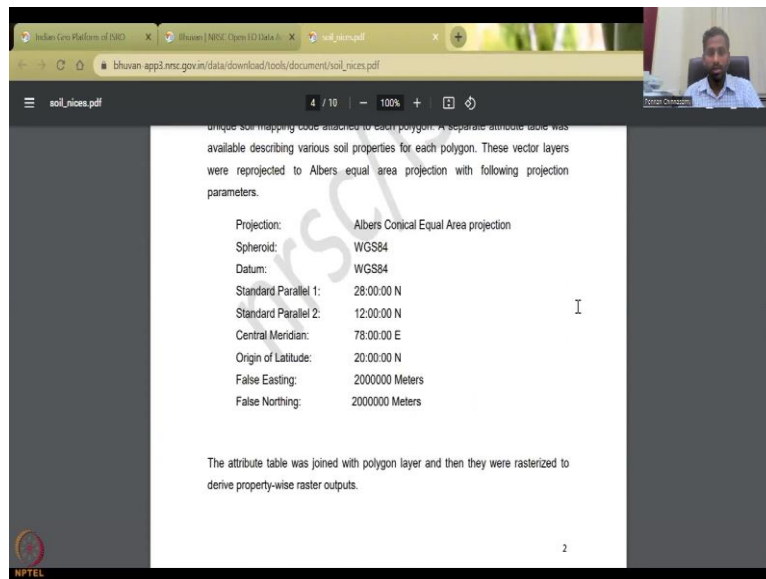 Indian Geo Platform of ISRO
Bhuvan | NRSC Open EO Data
soil_nices.pdf
bhuvan-app3.nrsc.gov.in/data/download/tools/document/soil_nices.pdf
soil_nices.pdf
4 / 10
100%
unique soil mapping code attached to each polygon. A separate attribute table was
available describing various soil properties for each polygon. These vector layers
were reprojected to Albers equal area projection with following projection
parameters.
Projection: Albers Conical Equal Area projection
Spheroid: WGS84
Datum: WGS84
Standard Parallel 1: 28:00:00 N
Standard Parallel 2: 12:00:00 N
Central Meridian: 78:00:00 E
Origin of Latitude: 20:00:00 N
False Easting: 2000000 Meters
False Northing: 2000000 Meters
The attribute table was joined with polygon layer and then they were rasterized to
derive property-wise raster outputs.
2
nrsc/
NPTEL